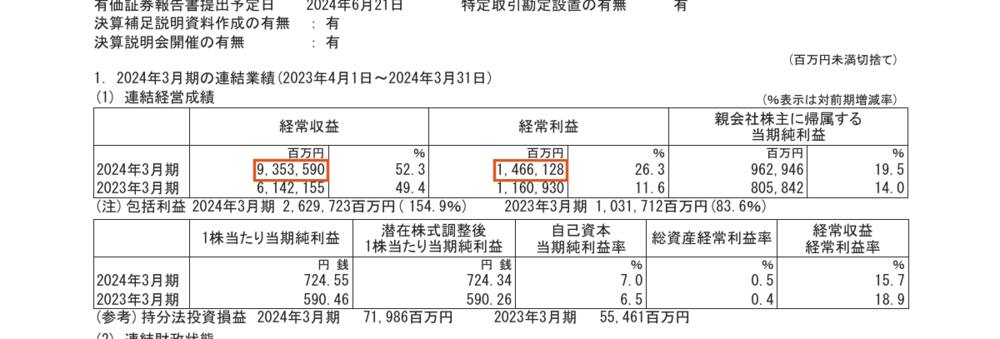 有価証券報告書提出予定日 2024年6月21日 特定取引勘定設置の有無 有
決算補足説明資料作成の有無 : 有
決算説明会開催の有無 : 有
(百万円未満切捨て)
1. 2024年3月期の連結業績(2023年4月1日~2024年3月31日)
(1) 連結経営成績 (%表示は対前期増減率)
経常収益 経常利益 親会社株主に帰属する
当期純利益
百万円 % 百万円 % 百万円 %
2024年3月期 9,353,590 52.3 1,466,128 26.3 962,946 19.5
2023年3月期 6,142,155 49.4 1,160,930 11.6 805,842 14.0
(注) 包括利益 2024年3月期 2,629,723百万円( 154.9%) 2023年3月期 1,031,712百万円(83.6%)
1株当たり当期純利益 潜在株式調整後
1株当たり当期純利益 自己資本
当期純利益率 総資産経常利益率 経常収益
経常利益率
円 銭 円 銭 % % %
2024年3月期 724.55 724.34 7.0 0.5 15.7
2023年3月期 590.46 590.26 6.5 0.4 18.9
(参考) 持分法投資損益 2024年3月期 71,986百万円 2023年3月期 55,461百万円
(2) 連結財政状態